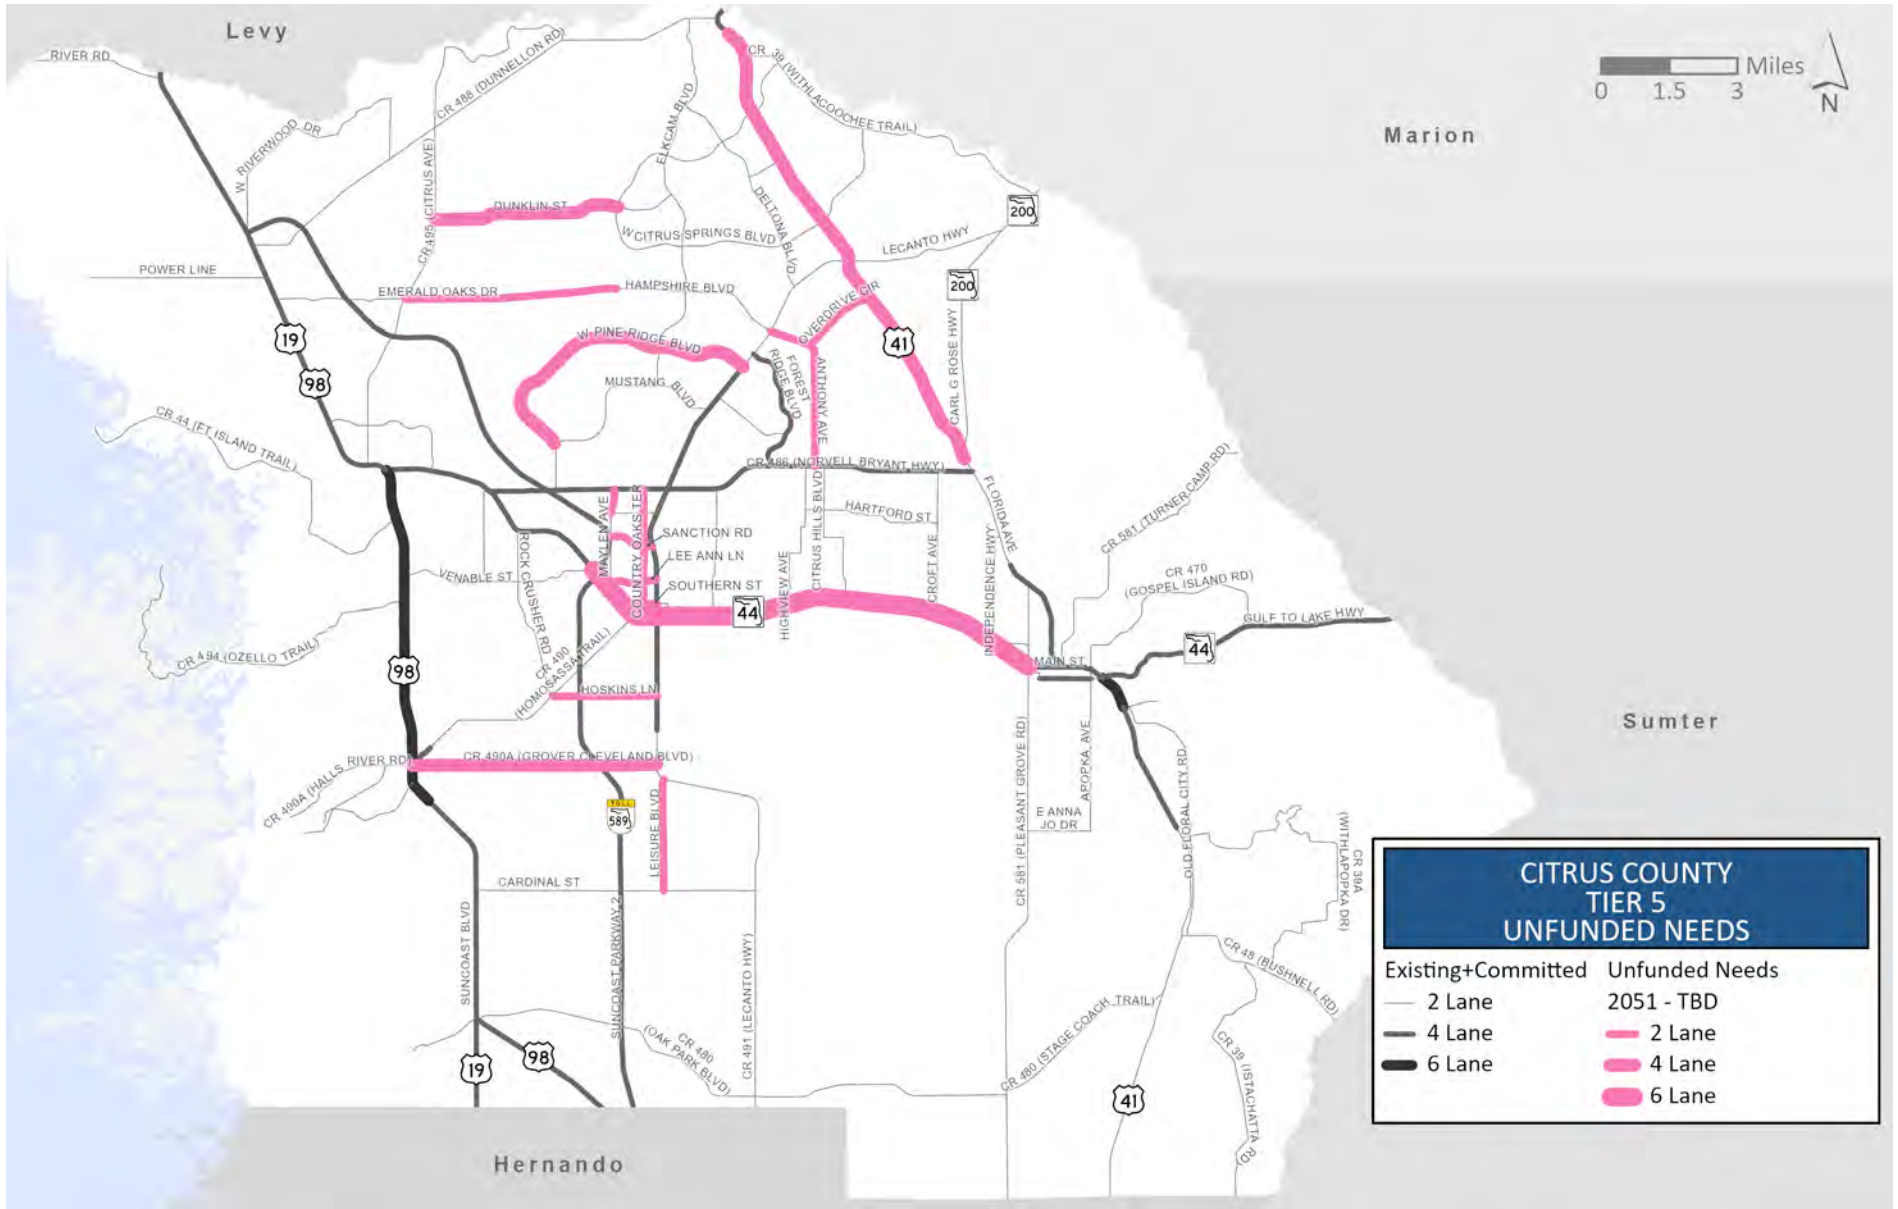 Levy
RIVER RD
CR 488 (DUNNELLON RD)
CR 39 (WITHLACOOCHEE TRAIL)
Miles
0 1.5 3
N
Marion
W RIVERWOOD DR
ELKCAM BLVD
CR 495 (CITRUS AVE)
DUNKLIN ST
DELTONA BLVD
W CITRUS SPRINGS BLVD
LECANTO HWY
200
POWER LINE
200
EMERALD OAKS DR
HAMPSHIRE BLVD
OVERDRIVE CIR
19
98
41
W PINE RIDGE BLVD
MUSTANG BLVD
FOREST
RIDGE BLVD
ANTHONY AVE
CARL G ROSE HWY
CR 44 (FT ISLAND TRAIL)
CR 486 (NORVELL BRYANT HWY)
MAYLEN AVE
COUNTRY OAKS TER
CITRUS HILLS BLVD
HARTFORD ST
FLORIDA AVE
CR 581 (TURNER CAMP RD)
SANCTION RD
LEE ANN LN
SOUTHERN ST
ROCK CRUSHER RD
VENABLE ST
HIGHVIEW AVE
CROFT AVE
INDEPENDENCE HWY
CR 470
(GOSPEL ISLAND RD)
44
GULF TO LAKE HWY
44
MAIN ST
CR 494 (OZELLO TRAIL)
98
CR 490
(HOMOSASSA TRAIL)
HOSKINS LN
Sumter
CR 490A (HALLS RIVER RD)
CR 490A (GROVER CLEVELAND BLVD)
TOLL
589
LEISURE BLVD
CR 581 (PLEASANT GROVE RD)
APOPKA AVE
E ANNA
JO DR
OLD FLORAL CITY RD
CR 39A
(WITHLAPOPKA DR)
CARDINAL ST
SUNCOAST BLVD
SUNCOAST PARKWAY 2
CR 491 (LECANTO HWY)
CR 48 (BUSHNELL RD)
CR 480
(OAK PARK BLVD)
CR 480 (STAGE COACH TRAIL)
CR 39 (ISTACHATTA RD)
19
98
41
Hernando
CITRUS COUNTY
TIER 5
UNFUNDED NEEDS
Existing+Committed
2 Lane
4 Lane
6 Lane
Unfunded Needs
2051 - TBD
2 Lane
4 Lane
6 Lane